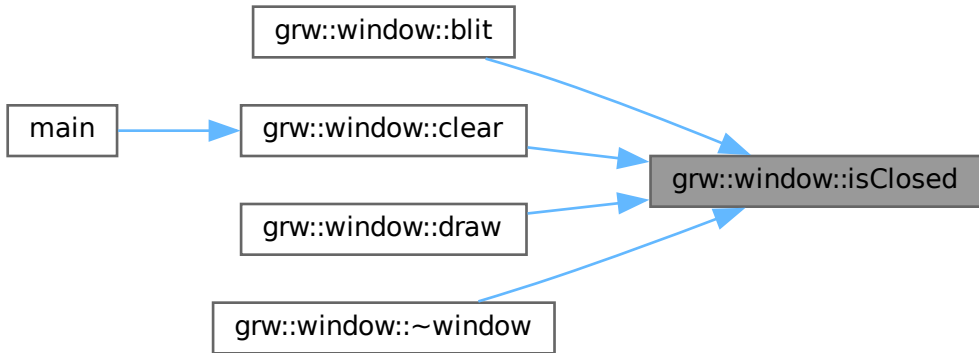 grw::window::blit
main
grw::window::clear
grw::window::isClosed
grw::window::draw
grw::window::~window